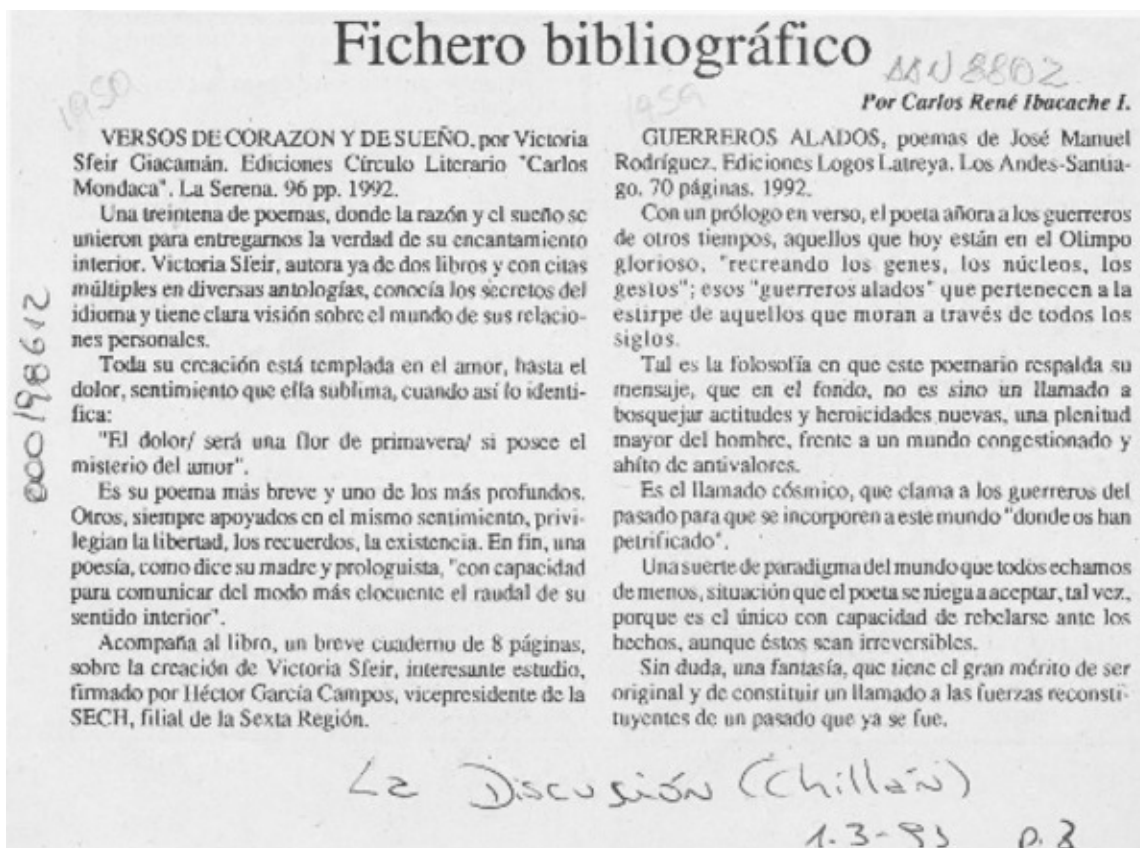 Fichero bibliográfico
AAN8802
Por Carlos René Ibacache I.
1950
VERSOS DE CORAZON Y DE SUEÑO, por Victoria
Sfeir Giacamán. Ediciones Círculo Literario "Carlos
Mondaca". La Serena. 96 pp. 1992.
Una treintena de poemas, donde la razón y el sueño se
unieron para entregarnos la verdad de su encantamiento
interior. Victoria Sfeir, autora ya de dos libros y con citas
múltiples en diversas antologías, conocía los secretos del
idioma y tiene clara visión sobre el mundo de sus relacio-
nes personales.
Toda su creación está templada en el amor, hasta el
dolor, sentimiento que ella sublima, cuando así lo identi-
fica:
"El dolor/ será una flor de primavera/ si posee el
misterio del amor".
Es su poema más breve y uno de los más profundos.
Otros, siempre apoyados en el mismo sentimiento, privi-
legian la libertad, los recuerdos, la existencia. En fin, una
poesía, como dice su madre y prologuista, "con capacidad
para comunicar del modo más elocuente el raudal de su
sentido interior".
Acompaña al libro, un breve cuaderno de 8 páginas,
sobre la creación de Victoria Sfeir, interesante estudio,
firmado por Héctor García Campos, vicepresidente de la
SECH, filial de la Sexta Región.
1959
GUERREROS ALADOS, poemas de José Manuel
Rodríguez. Ediciones Logos Latreya. Los Andes-Santia-
go. 70 páginas. 1992.
Con un prólogo en verso, el poeta añora a los guerreros
de otros tiempos, aquellos que hoy están en el Olimpo
glorioso, "recreando los genes, los núcleos, los
gestos"; esos "guerreros alados" que pertenecen a la
estirpe de aquellos que moran a través de todos los
siglos.
Tal es la folosofía en que este poemario respalda su
mensaje, que en el fondo, no es sino un llamado a
bosquejar actitudes y heroicidades nuevas, una plenitud
mayor del hombre, frente a un mundo congestionado y
ahíto de antivalores.
Es el llamado cósmico, que clama a los guerreros del
pasado para que se incorporen a este mundo "donde os han
petrificado".
Una suerte de paradigma del mundo que todos echamos
de menos, situación que el poeta se niega a aceptar, tal vez,
porque es el único con capacidad de rebelarse ante los
hechos, aunque éstos sean irreversibles.
Sin duda, una fantasía, que tiene el gran mérito de ser
original y de constituir un llamado a las fuerzas reconsti-
tuyentes de un pasado que ya se fue.
000198612
La Discusión (Chillán)
1.3-93 p.3